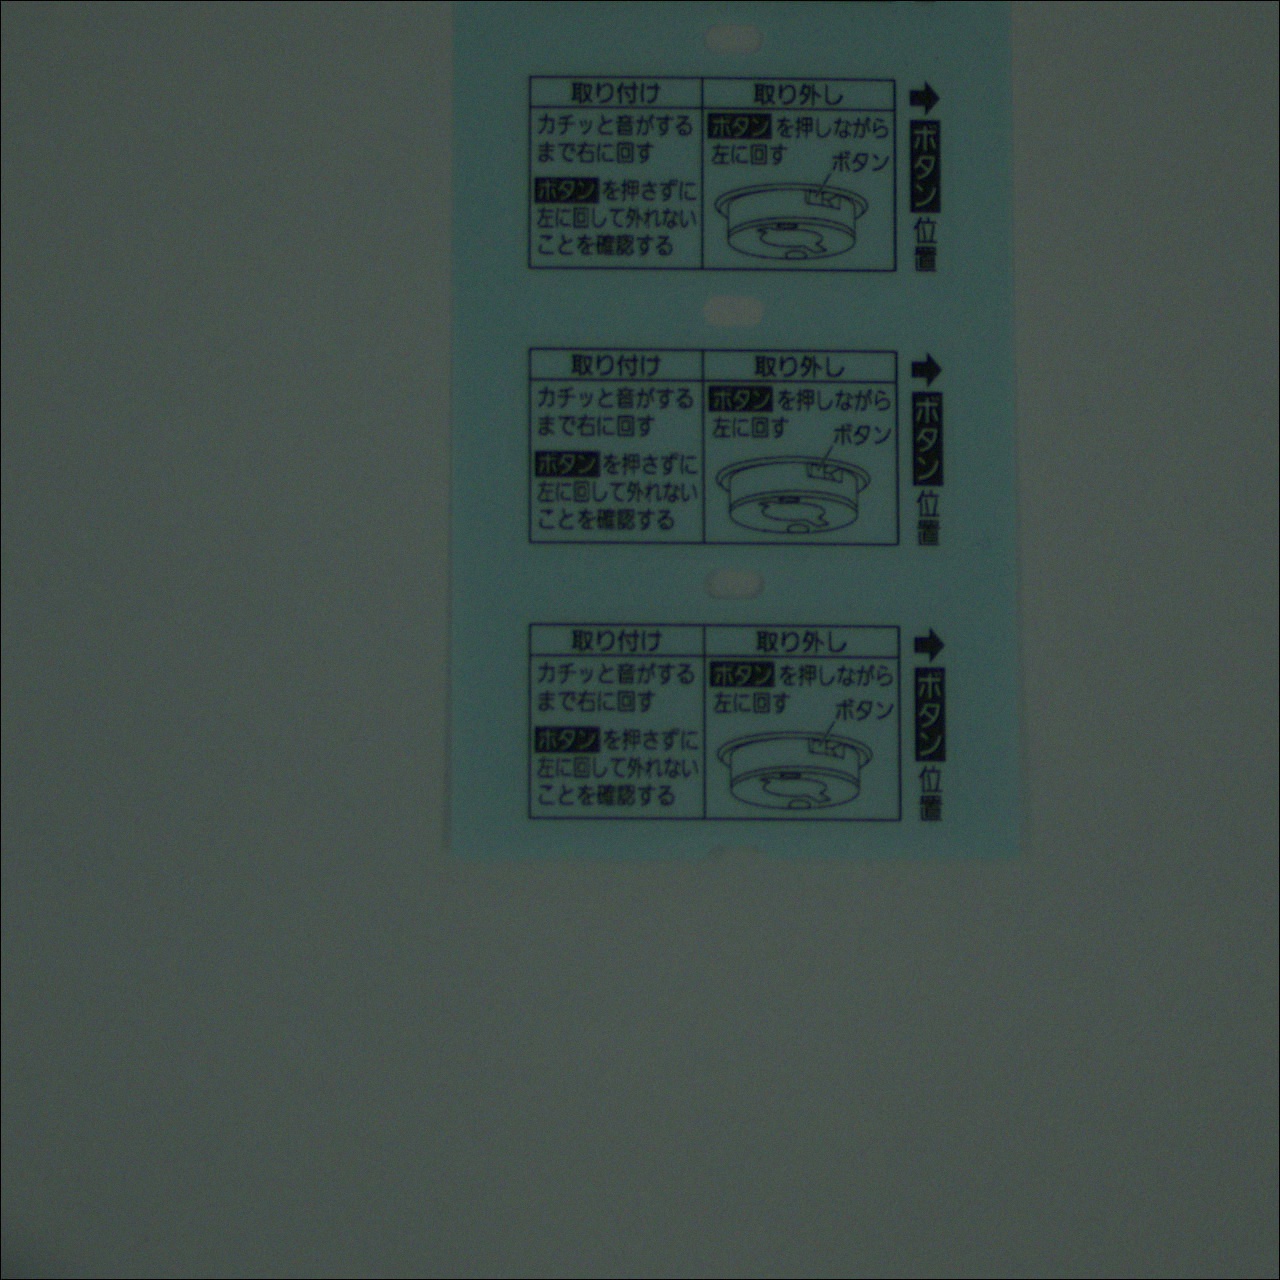 取り付け
カチッと音がする
まで右に回す
ボタンを押さずに
左に回して外れない
ことを確認する
取り外し
ボタンを押しながら
左に回す
ボタン
➡ボタン位置
取り付け
カチッと音がする
まで右に回す
ボタンを押さずに
左に回して外れない
ことを確認する
取り外し
ボタンを押しながら
左に回す
ボタン
➡ボタン位置
取り付け
カチッと音がする
まで右に回す
ボタンを押さずに
左に回して外れない
ことを確認する
取り外し
ボタンを押しながら
左に回す
ボタン
➡ボタン位置